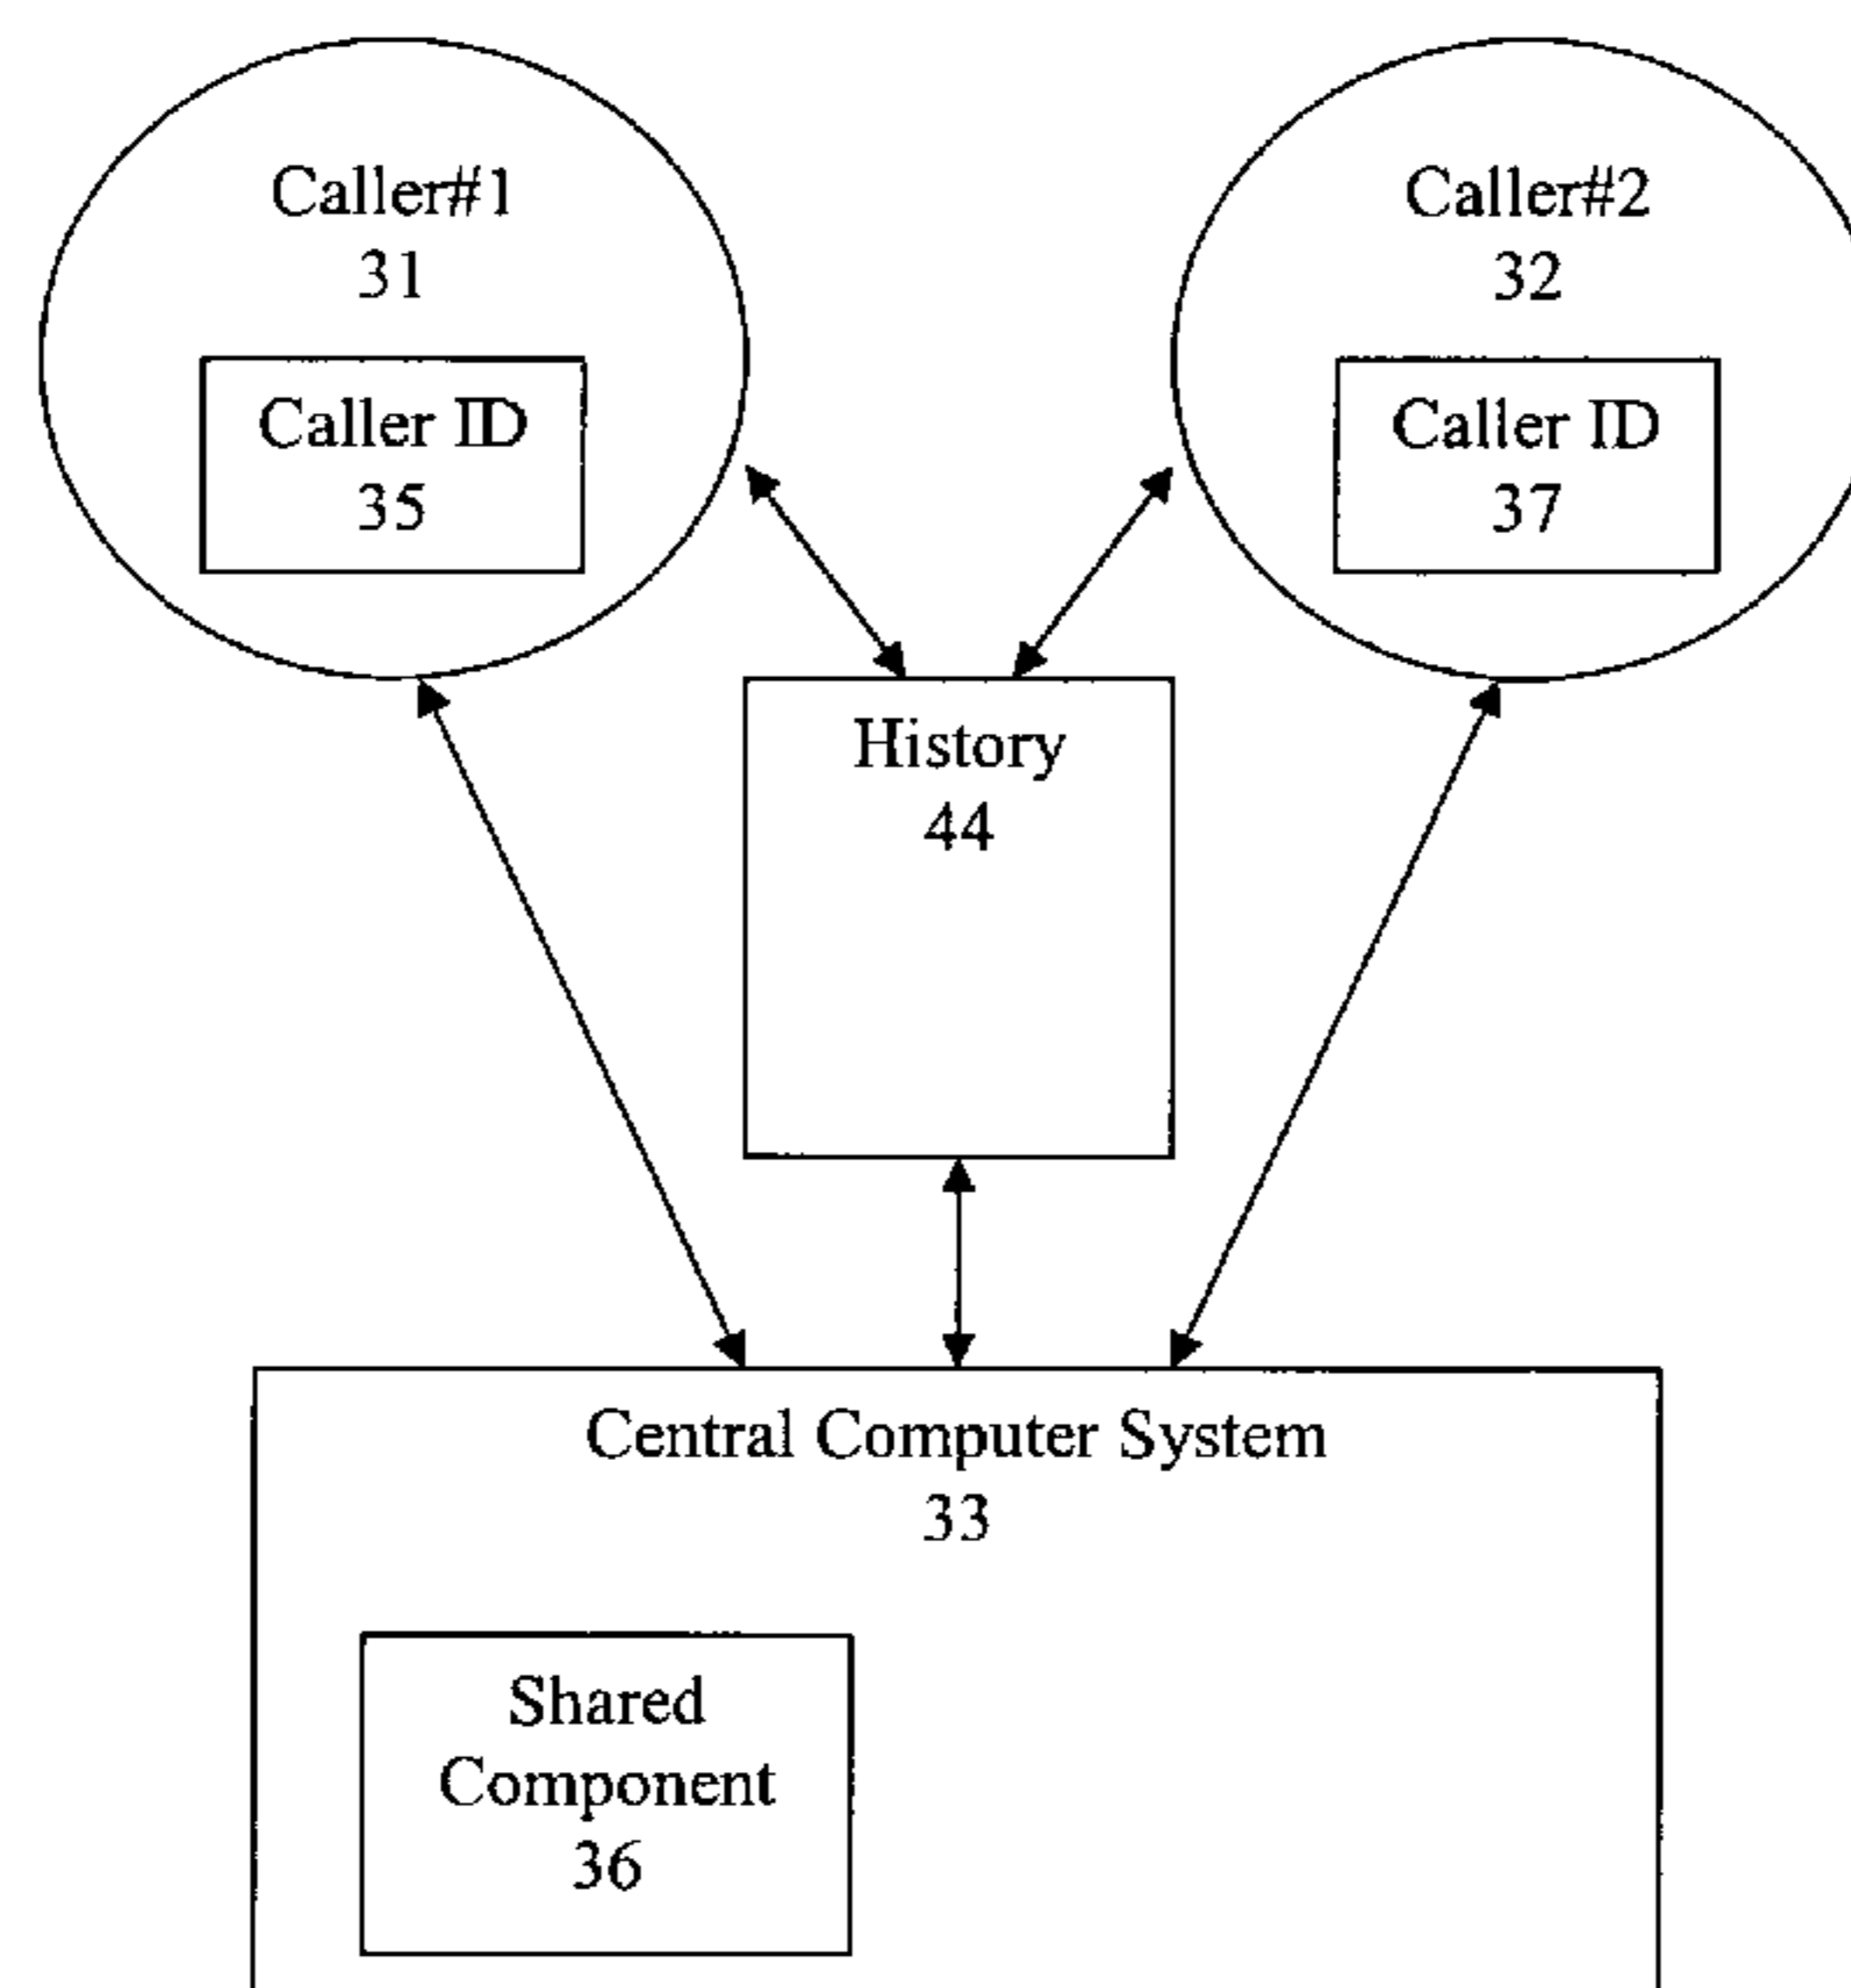 Caller#1
31
Caller ID
35
Caller#2
32
Caller ID
37
History
44
Central Computer System
33
Shared
Component
36